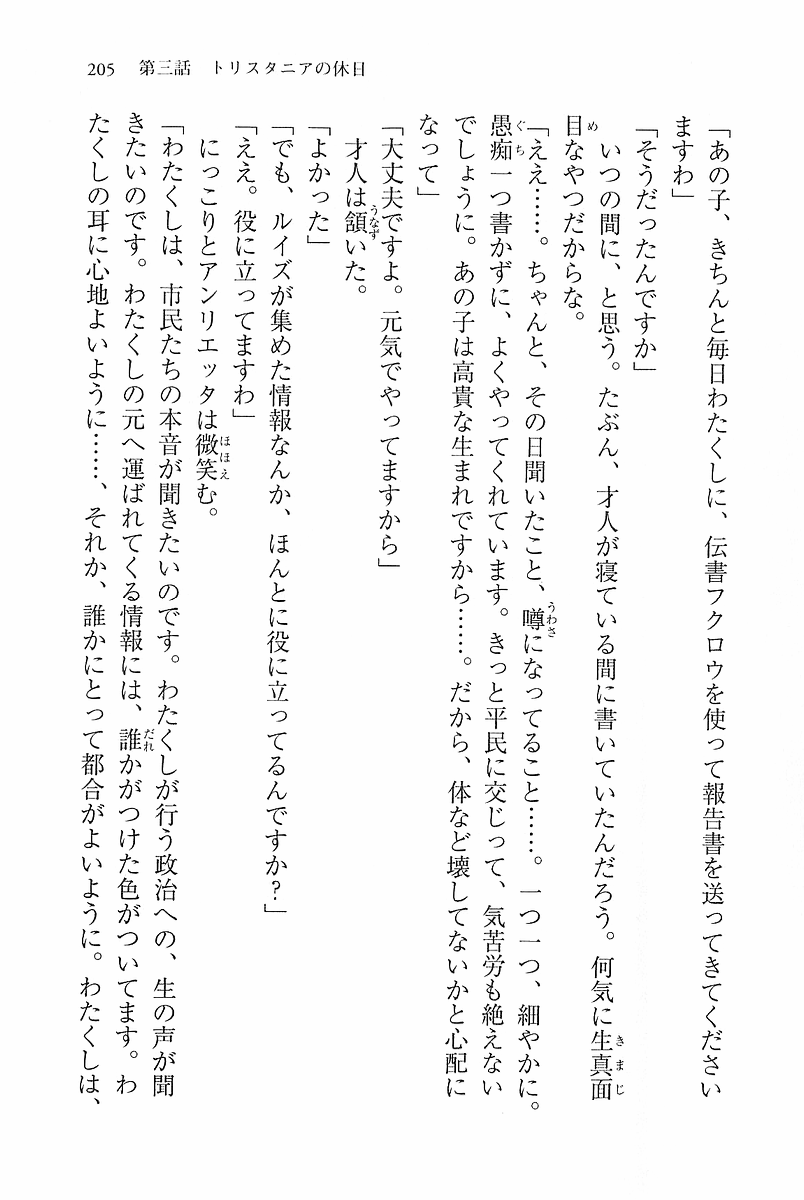 205　第三話　トリスタニアの休日
「あの子、きちんと毎日わたくしに、伝書フクロウを使って報告書を送ってきてください
ますわ」
「そうだったんですか」
　いつの間に、と思う。たぶん、才人が寝ている間に書いていたんだろう。何気に生真面
目なやつだからな。
「ええ……。ちゃんと、その日聞いたこと、噂になってること……。一つ一つ、細やかに。
愚痴一つ書かずに、よくやってくれています。きっと平民に交じって、気苦労も絶えない
でしょうに。あの子は高貴な生まれですから……。だから、体など壊してないかと心配に
なって」
「大丈夫ですよ。元気でやってますから」
　才人は頷いた。
「よかった」
「でも、ルイズが集めた情報なんか、ほんとに役に立ってるんですか？」
「ええ。役に立ってますわ」
　にっこりとアンリエッタは微笑む。
「わたくしは、市民たちの本音が聞きたいのです。わたくしが行う政治への、生の声が聞
きたいのです。わたくしの元へ運ばれてくる情報には、誰かがつけた色がついてます。わ
たくしの耳に心地よいように……、それか、誰かにとって都合がよいように。わたくしは、